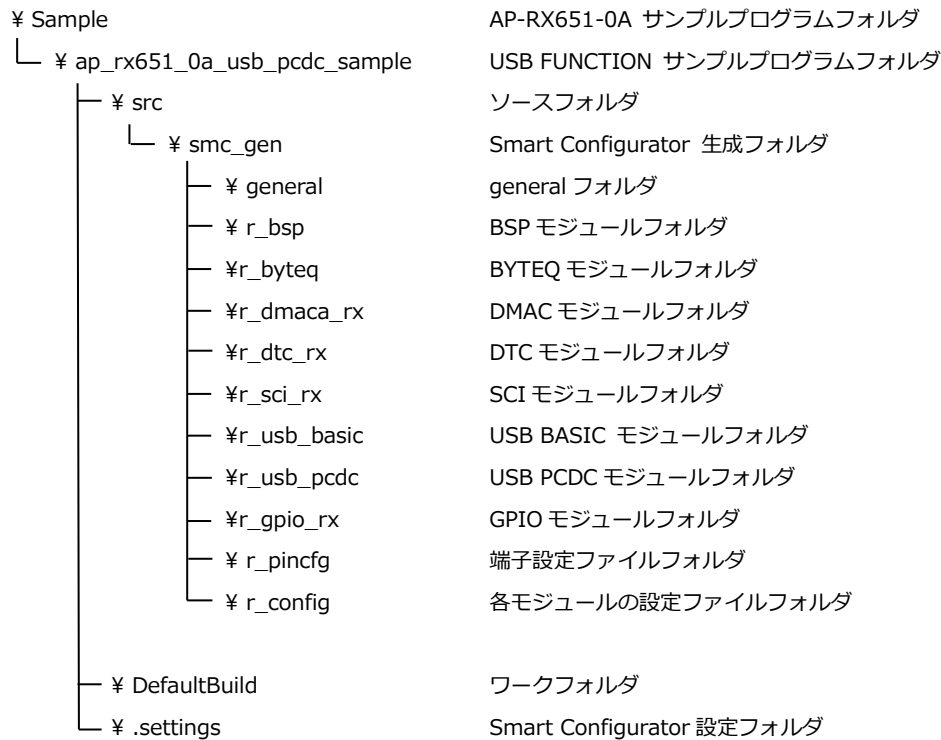 ¥ Sample AP-RX651-0A サンプルプログラムフォルダ
¥ ap_rx651_0a_usb_pcdc_sample USB FUNCTION サンプルプログラムフォルダ
¥ src ソースフォルダ
¥ smc_gen Smart Configurator 生成フォルダ
¥ general general フォルダ
¥ r_bsp BSP モジュールフォルダ
¥r_byteq BYTEQ モジュールフォルダ
¥r_dmaca_rx DMAC モジュールフォルダ
¥r_dtc_rx DTC モジュールフォルダ
¥r_sci_rx SCI モジュールフォルダ
¥r_usb_basic USB BASIC モジュールフォルダ
¥r_usb_pcdc USB PCDC モジュールフォルダ
¥r_gpio_rx GPIO モジュールフォルダ
¥ r_pincfg 端子設定ファイルフォルダ
¥ r_config 各モジュールの設定ファイルフォルダ
¥ DefaultBuild ワークフォルダ
¥ .settings Smart Configurator 設定フォルダ